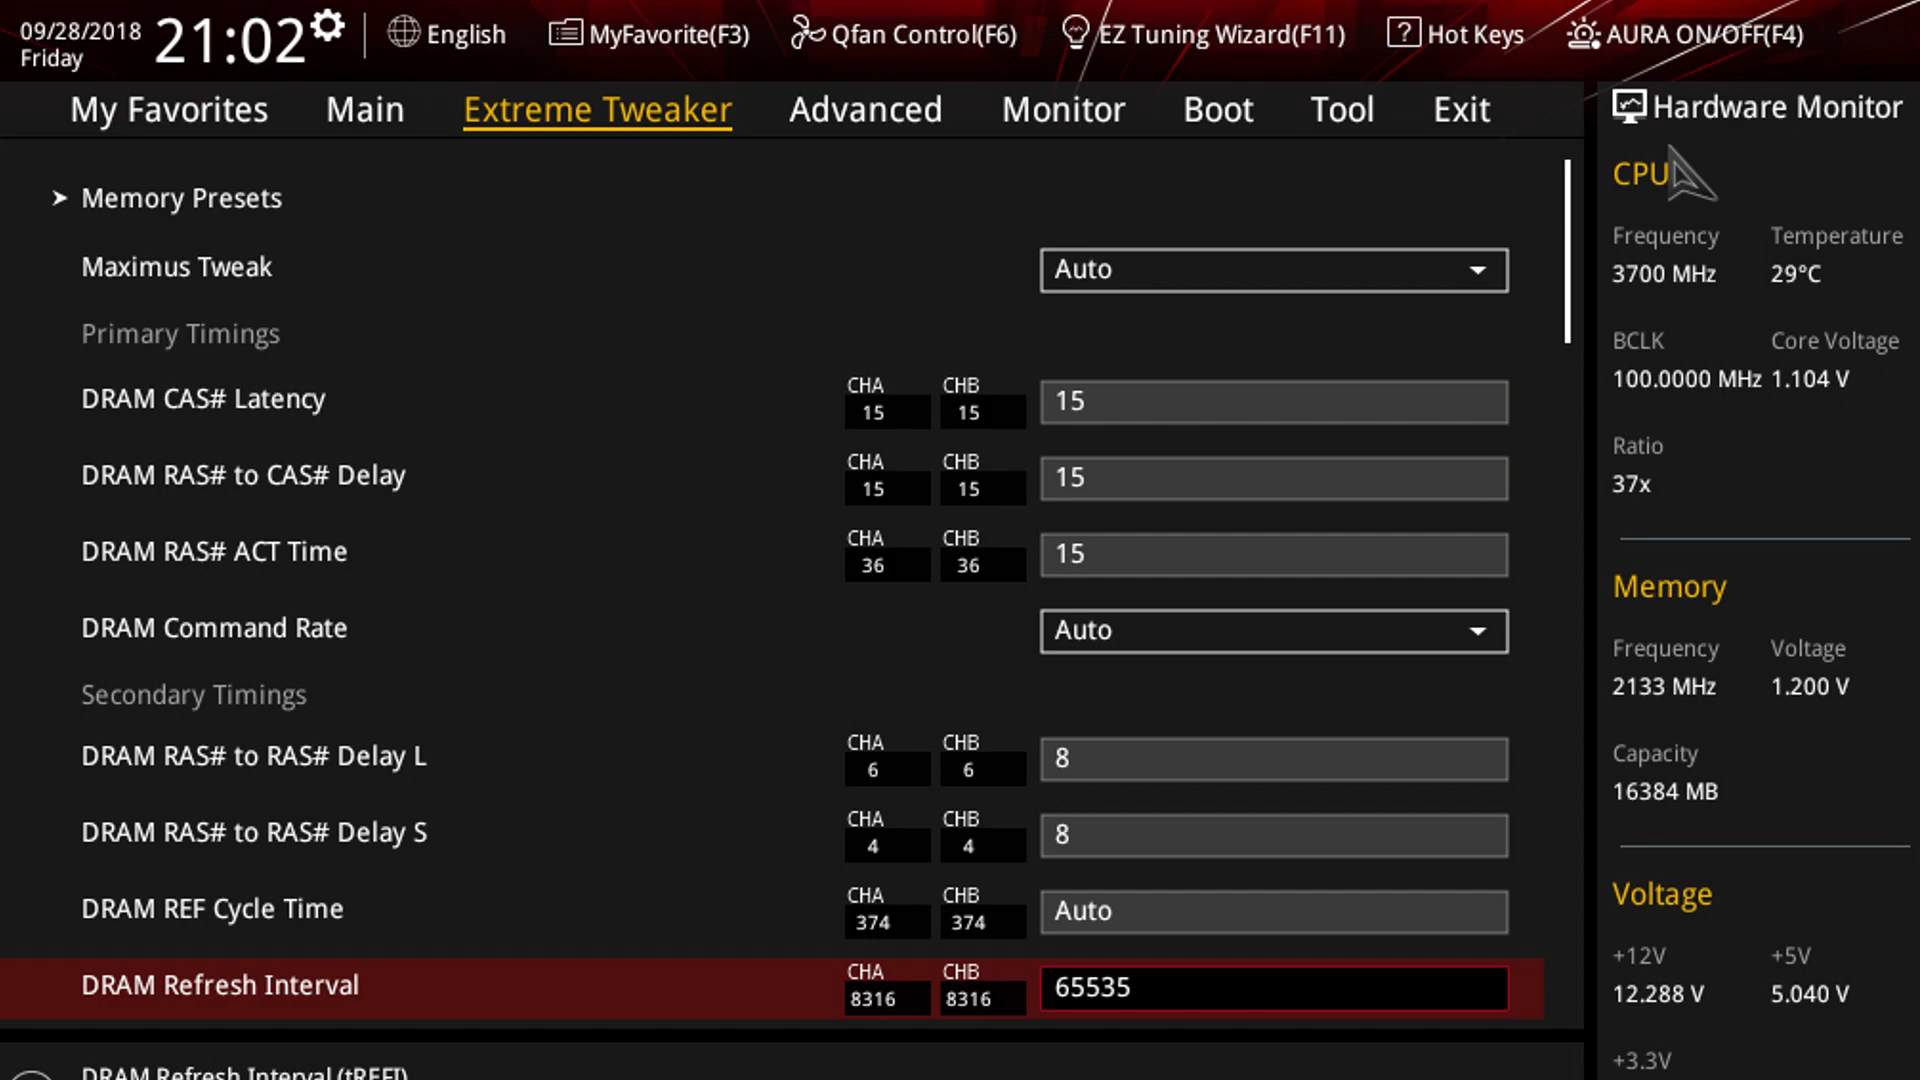 09/28/2018
Friday
21:02
English
MyFavorite(F3)
Qfan Control(F6)
EZ Tuning Wizard(F11)
? Hot Keys
AURA ON/OFF(F4)
My Favorites Main Extreme Tweaker Advanced Monitor Boot Tool Exit
Memory Presets
Maximus Tweak Auto
Primary Timings
DRAM CAS# Latency CHA 15 CHB 15 15
DRAM RAS# to CAS# Delay CHA 15 CHB 15 15
DRAM RAS# ACT Time CHA 36 CHB 36 15
DRAM Command Rate Auto
Secondary Timings
DRAM RAS# to RAS# Delay L CHA 6 CHB 6 8
DRAM RAS# to RAS# Delay S CHA 4 CHB 4 8
DRAM REF Cycle Time CHA 374 CHB 374 Auto
DRAM Refresh Interval CHA 8316 CHB 8316 65535
DRAM Refresh Interval (tREFI)
Hardware Monitor
CPU
Frequency Temperature
3700 MHz 29°C
BCLK Core Voltage
100.0000 MHz 1.104 V
Ratio
37x
Memory
Frequency Voltage
2133 MHz 1.200 V
Capacity
16384 MB
Voltage
+12V +5V
12.288 V 5.040 V
+3.3V